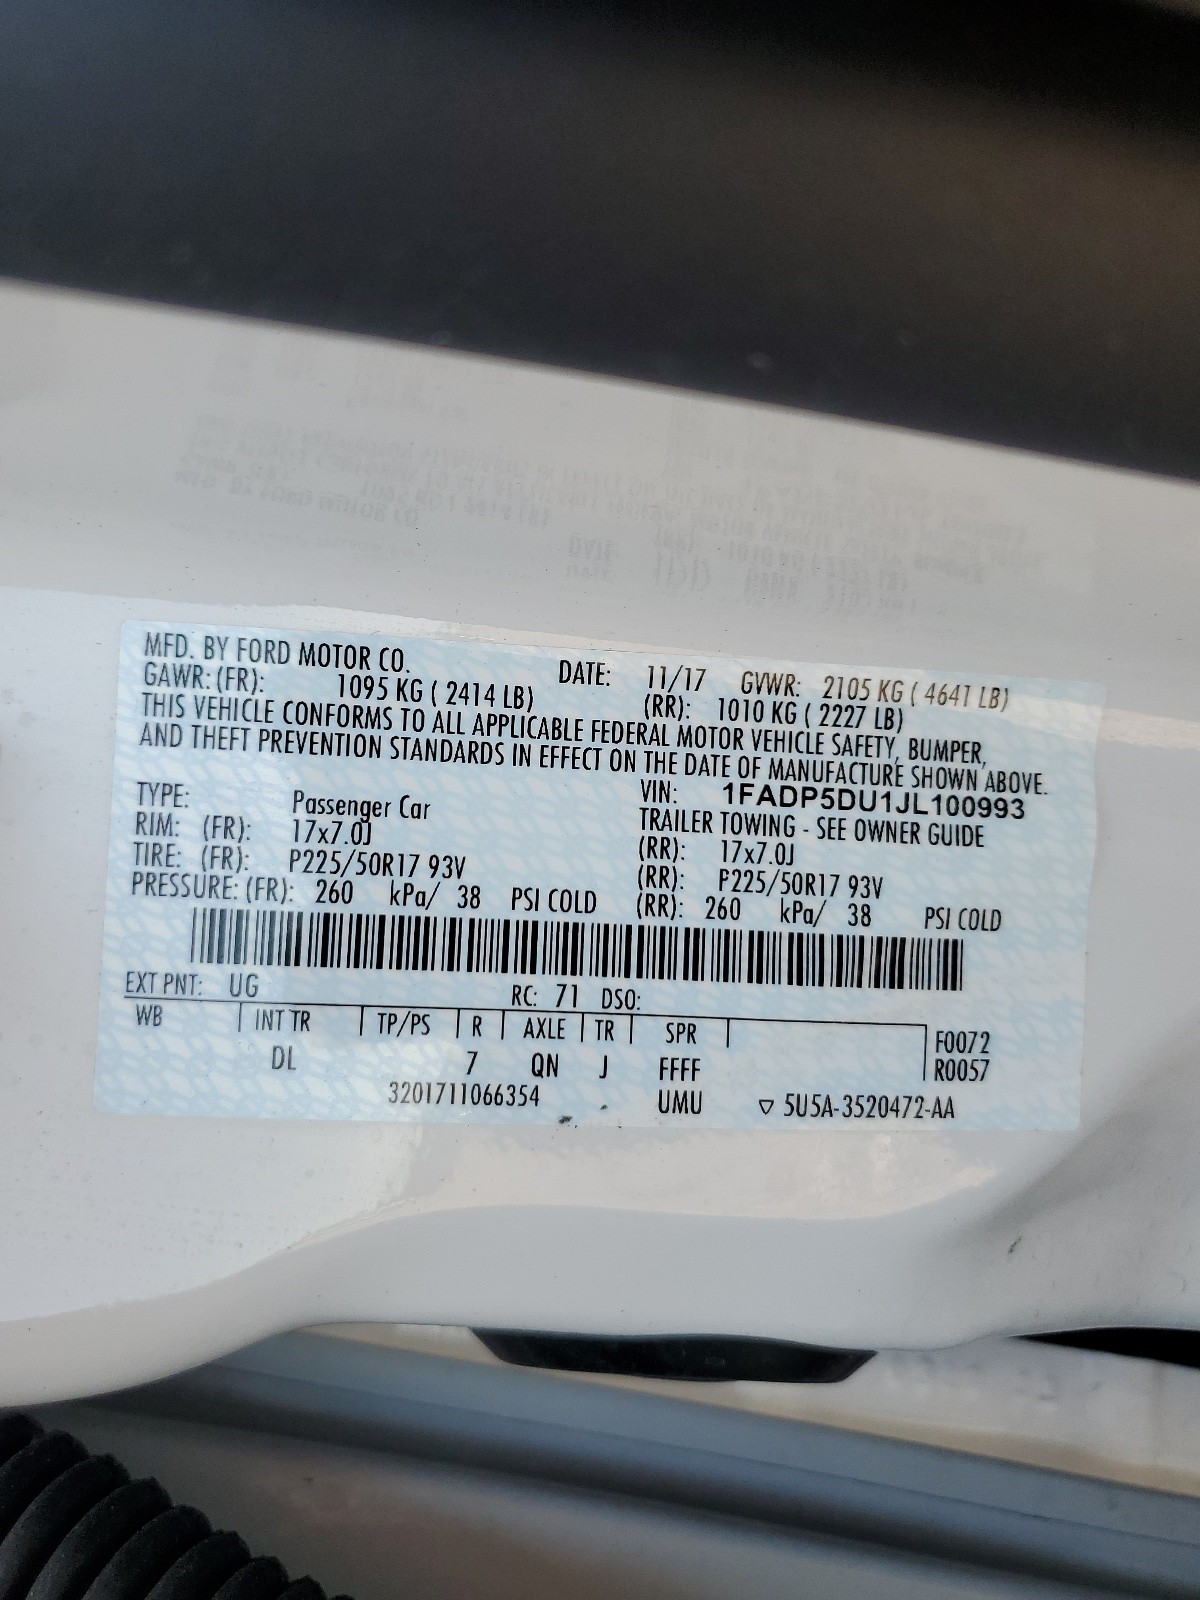 MFD. BY FORD MOTOR CO. DATE: 11/17 GVWR: 2105 KG ( 4641 LB)
GAWR: (FR): 1095 KG ( 2414 LB) (RR): 1010 KG ( 2227 LB)
THIS VEHICLE CONFORMS TO ALL APPLICABLE FEDERAL MOTOR VEHICLE SAFETY, BUMPER,
AND THEFT PREVENTION STANDARDS IN EFFECT ON THE DATE OF MANUFACTURE SHOWN ABOVE.
VIN: 1FADP5DU1JL100993
TYPE: Passenger Car TRAILER TOWING - SEE OWNER GUIDE
RIM: (FR): 17x7.0J (RR): 17x7.0J
TIRE: (FR): P225/50R17 93V (RR): P225/50R17 93V
PRESSURE: (FR): 260 kPa/ 38 PSI COLD (RR): 260 kPa/ 38 PSI COLD
EXT PNT: UG RC: 71 DSO:
WB INT TR TP/PS R AXLE TR SPR F0072
DL 7 QN J FFFF R0057
3201711066354 UMU ▽ 5U5A-3520472-AA